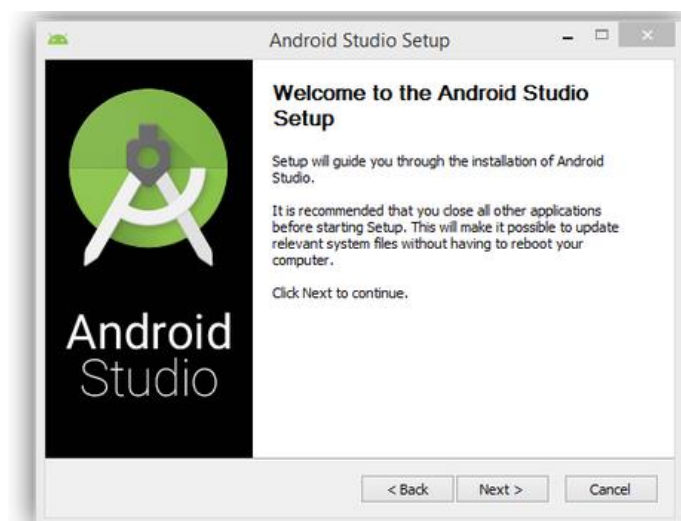 Android Studio Setup
Welcome to the Android Studio
Setup
Setup will guide you through the installation of Android
Studio.
It is recommended that you close all other applications
before starting Setup. This will make it possible to update
relevant system files without having to reboot your
computer.
Click Next to continue.
Android
Studio
< Back
Next >
Cancel